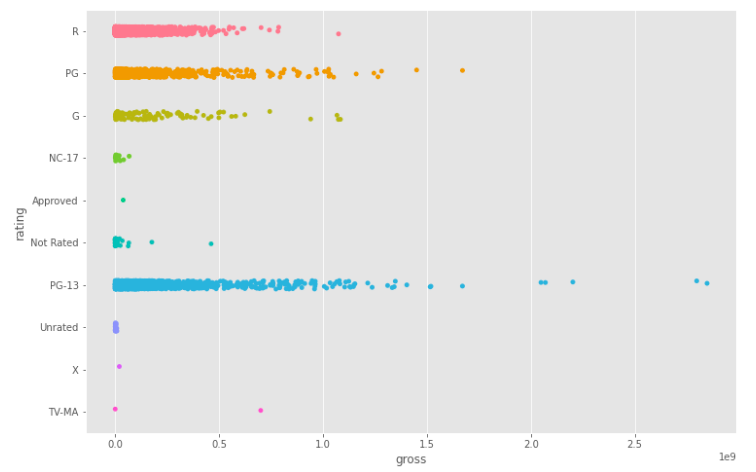 R
PG
G
NC-17
Approved
Not Rated
PG-13
Unrated
X
TV-MA
rating
0.0 0.5 1.0 1.5 2.0 2.5
1e9
gross